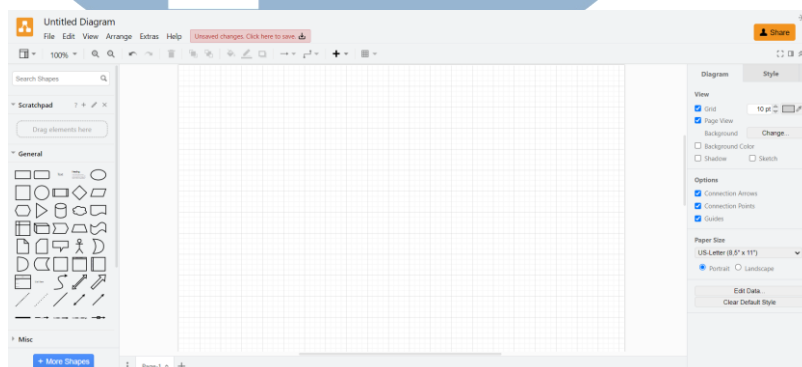 Untitled Diagram
File Edit View Arrange Extras Help Unsaved changes. Click here to save.
Share
100%
Search Shapes
Scratchpad
Drag elements here
General
Misc
+ More Shapes
Page-1
Diagram Style
View
Grid 10 pt
Page View
Background Change...
Background Color
Shadow Sketch
Options
Connection Arrows
Connection Points
Guides
Paper Size
US-Letter (8,5" x 11")
Portrait Landscape
Edit Data...
Clear Default Style